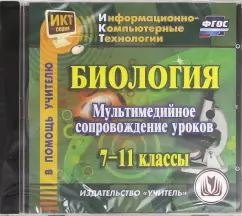 ИКТ
серия
Информационно-
Компьютерные
Технологии
ФГОС
В ПОМОЩЬ УЧИТЕЛЮ
БИОЛОГИЯ
Мультимедийное
сопровождение уроков
7-11 классы
ИЗДАТЕЛЬСТВО «УЧИТЕЛЬ»